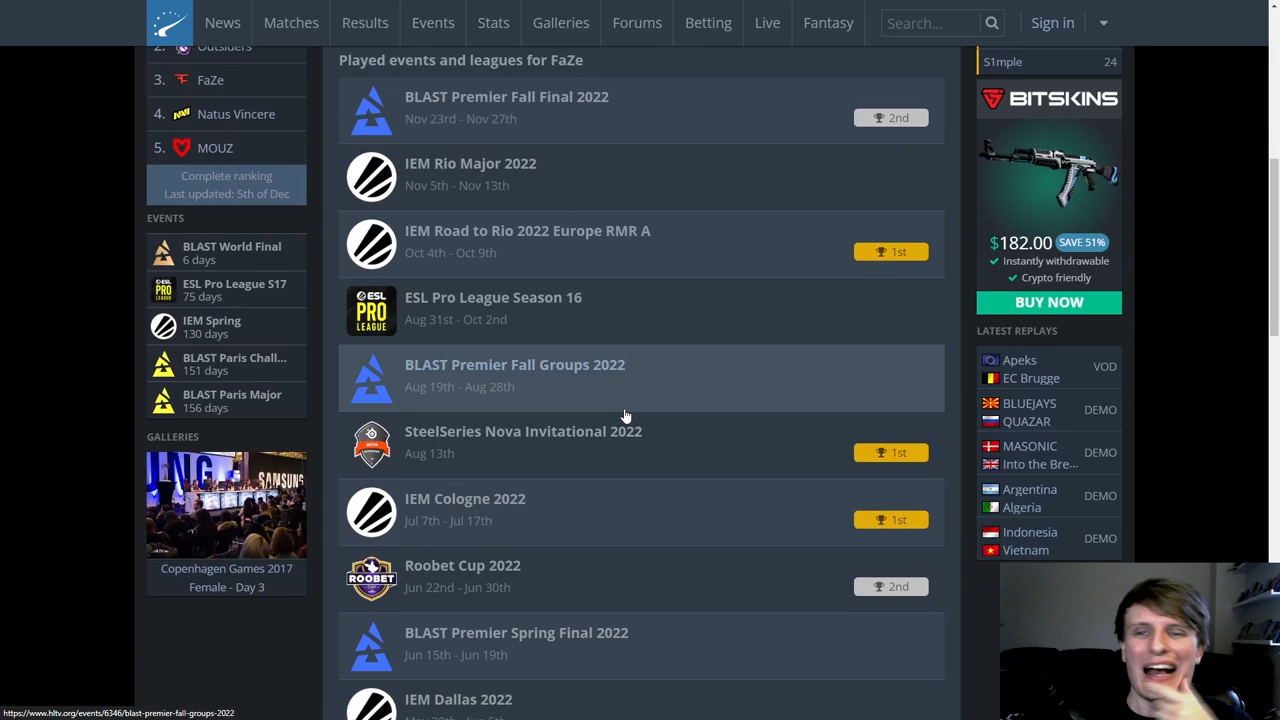 News
Matches
Results
Events
Stats
Galleries
Forums
Betting
Live
Fantasy
Search...
Sign in
2. Outsiders
3. FaZe
4. Natus Vincere
5. MOUZ
Complete ranking
Last updated: 5th of Dec
EVENTS
BLAST World Final
6 days
ESL Pro League S17
75 days
IEM Spring
130 days
BLAST Paris Chall...
151 days
BLAST Paris Major
156 days
GALLERIES
SAMSUNG
Copenhagen Games 2017
Female - Day 3
Played events and leagues for FaZe
BLAST Premier Fall Final 2022
Nov 23rd - Nov 27th
2nd
IEM Rio Major 2022
Nov 5th - Nov 13th
IEM Road to Rio 2022 Europe RMR A
Oct 4th - Oct 9th
1st
ESL
PRO
LEAGUE
ESL Pro League Season 16
Aug 31st - Oct 2nd
BLAST Premier Fall Groups 2022
Aug 19th - Aug 28th
NOVA
SteelSeries Nova Invitational 2022
Aug 13th
1st
IEM Cologne 2022
Jul 7th - Jul 17th
1st
ROOBET
Roobet Cup 2022
Jun 22nd - Jun 30th
2nd
BLAST Premier Spring Final 2022
Jun 15th - Jun 19th
IEM Dallas 2022
S1mple 24
BITSKINS
$182.00 SAVE 51%
Instantly withdrawable
Crypto friendly
BUY NOW
LATEST REPLAYS
Apeks
EC Brugge
VOD
BLUEJAYS
QUAZAR
DEMO
MASONIC
Into the Bre...
DEMO
Argentina
Algeria
DEMO
Indonesia
Vietnam
DEMO
https://www.hltv.org/events/6346/blast-premier-fall-groups-2022